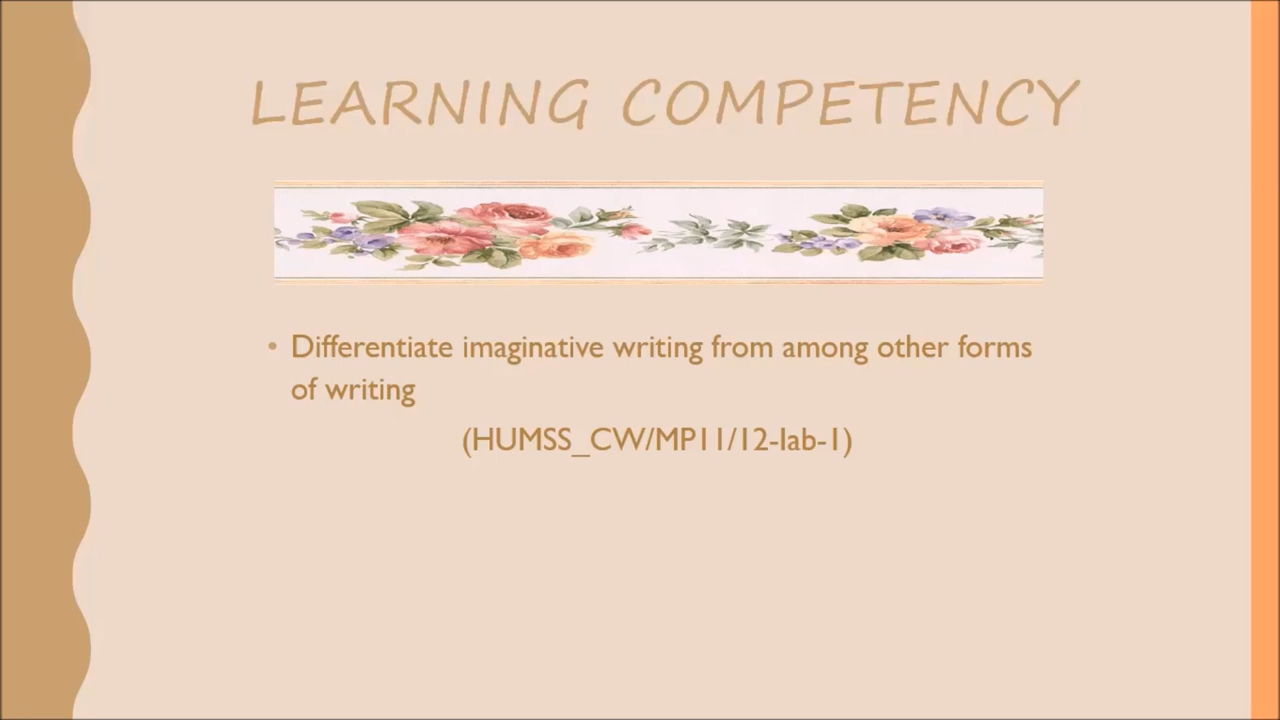 LEARNING COMPETENCY
• Differentiate imaginative writing from among other forms
of writing
(HUMSS_CW/MP11/12-Iab-1)